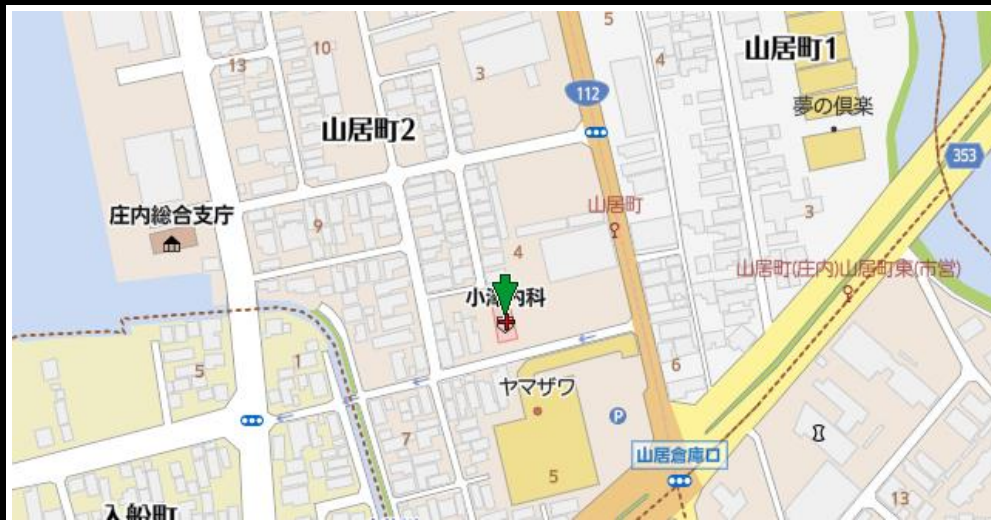 5
山居町1
10
13
4
3
112
夢の倶楽
山居町2
353
山居町
庄内総合支庁
9
3
4
山居町(庄内)山居町東(市営)
内科
1
5
6
ヤマザワ
P
7
山居倉庫口
5
13
入船町